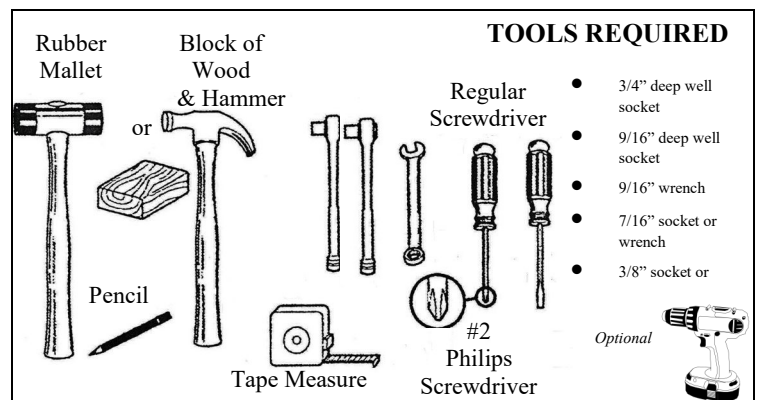 TOOLS REQUIRED
Rubber
Mallet
or
Block of
Wood
& Hammer
Regular
Screwdriver
Pencil
Tape Measure
#2
Philips
Screwdriver
● 3/4” deep well
socket
● 9/16” deep well
socket
● 9/16” wrench
● 7/16” socket or
wrench
● 3/8” socket or
Optional